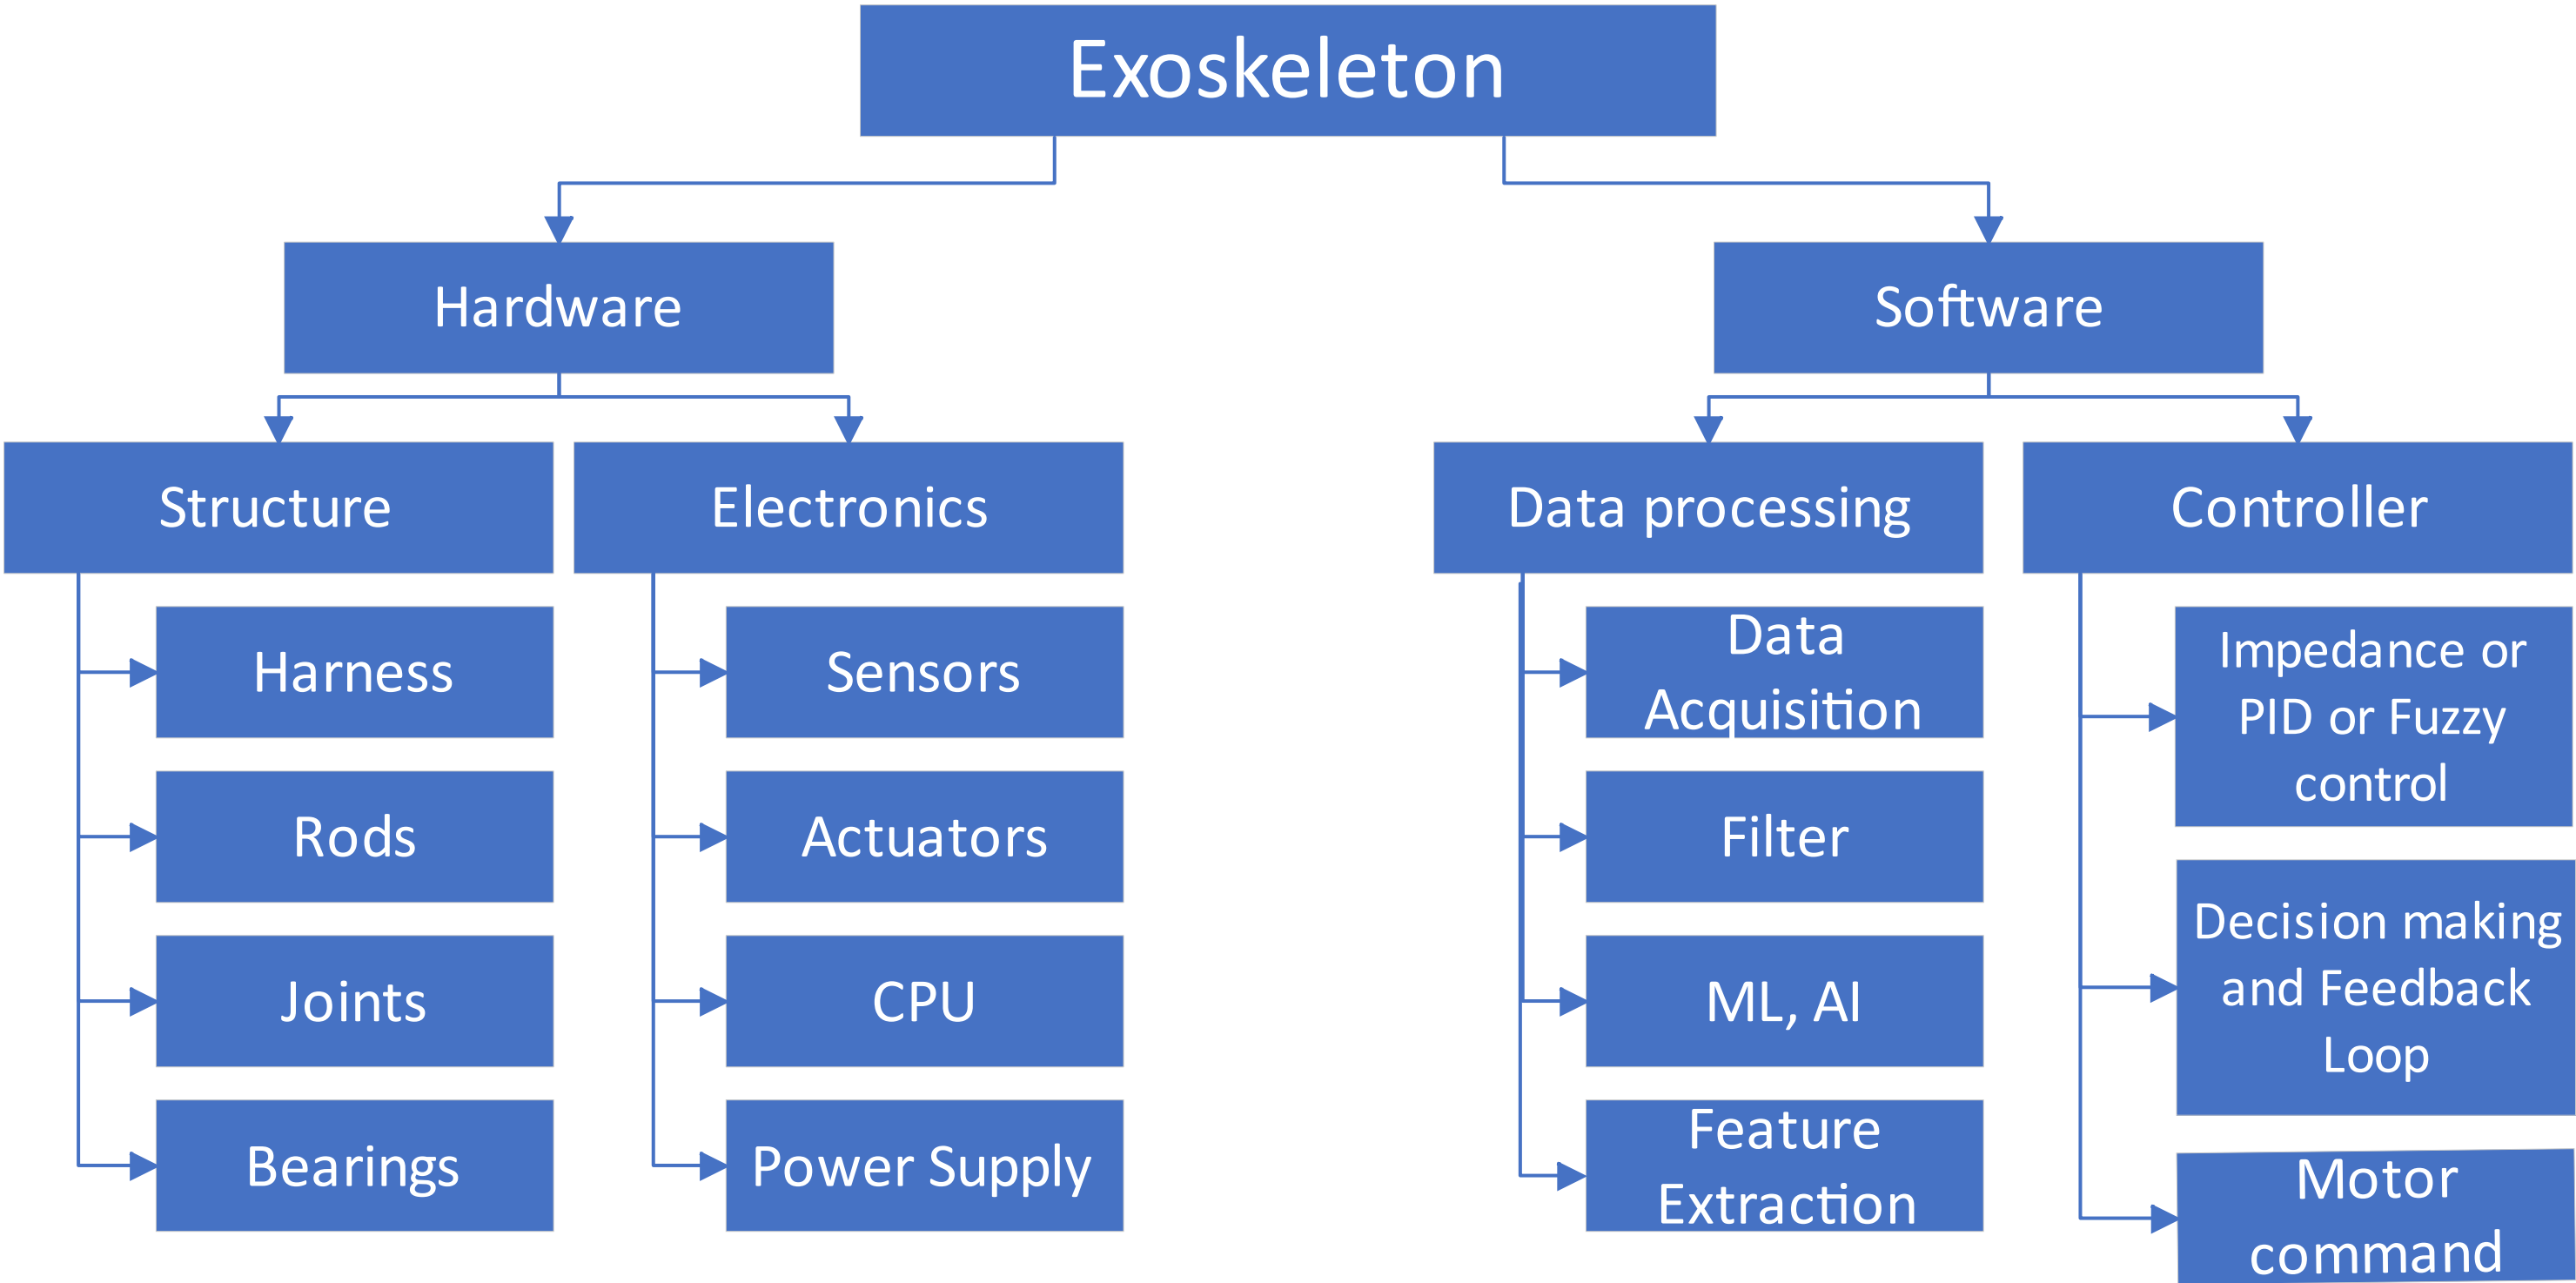 Exoskeleton
Hardware
Software
Structure
Electronics
Data processing
Controller
Harness
Rods
Joints
Bearings
Sensors
Actuators
CPU
Power Supply
Data
Acquisition
Filter
ML, AI
Feature
Extraction
Impedance or
PID or Fuzzy
control
Decision making
and Feedback
Loop
Motor
command